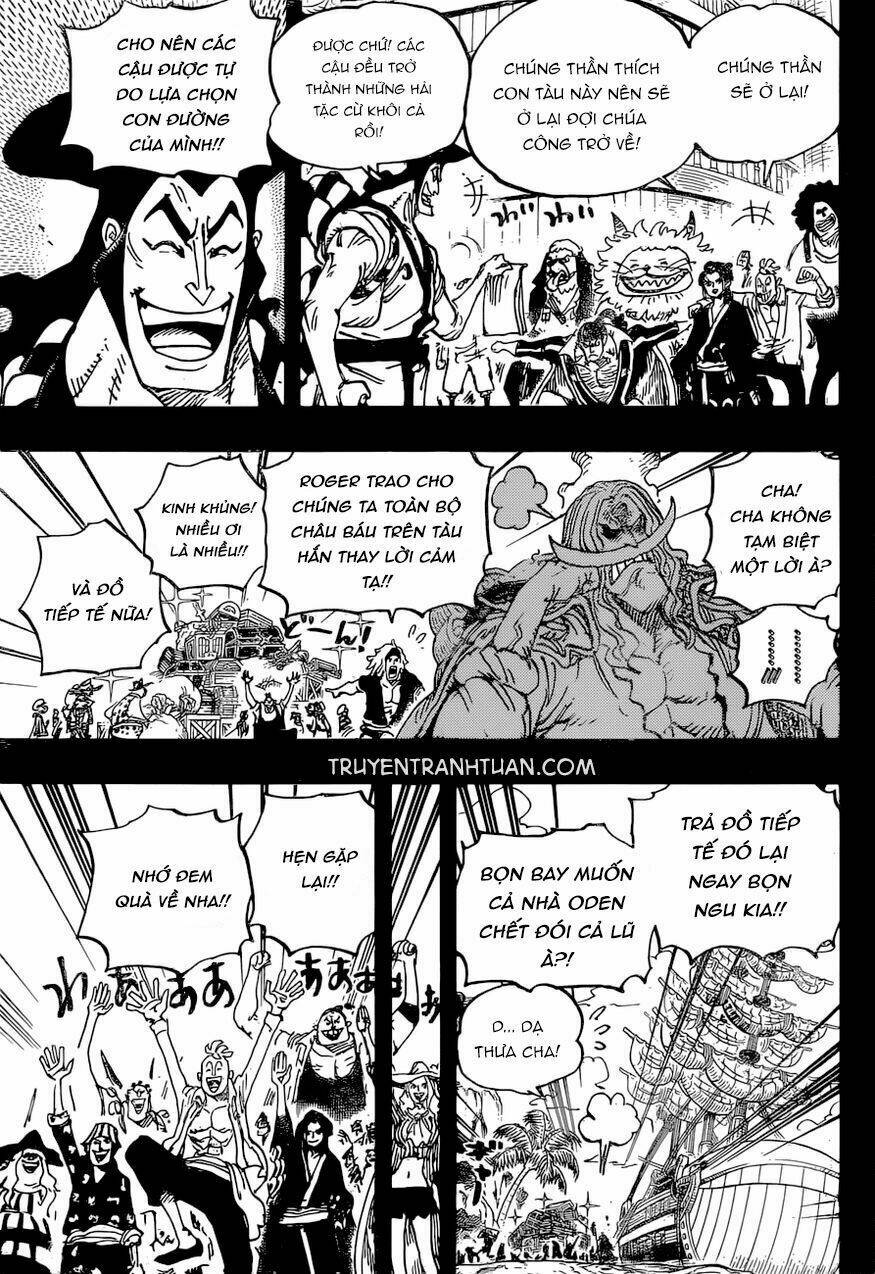 CHÚNG THẦN
SẼ Ở LẠI!
CHÚNG THẦN THÍCH
CON TÀU NÀY NÊN SẼ
Ở LẠI ĐỢI CHÚA
CÔNG TRỞ VỀ!
ĐƯỢC CHỨ! CÁC
CẬU ĐỀU TRỞ
THÀNH NHỮNG HẢI
TẶC CỪ KHÔI CẢ
RỒI!
CHO NÊN CÁC
CẬU ĐƯỢC TỰ
DO LỰA CHỌN
CON ĐƯỜNG
CỦA MÌNH!!
CHA!
CHA KHÔNG
TẠM BIỆT
MỘT LỜI À?
ROGER TRAO CHO
CHÚNG TA TOÀN BỘ
CHÂU BÁU TRÊN TÀU
HẮN THAY LỜI CẢM
TẠ!!
KINH KHỦNG!
NHIỀU ƠI
LÀ NHIỀU!!
VÀ ĐỒ
TIẾP TẾ NỮA!
どーん!
TRUYENTRANHTUAN.COM
TRẢ ĐỒ TIẾP
TẾ ĐÓ LẠI
NGAY BỌN
NGU KIA!!
BỌN BAY MUỐN
CẢ NHÀ ODEN
CHẾT ĐÓI CẢ LŨ
À?!
D... DẠ
THƯA CHA!
HẸN GẶP
LẠI!!
NHỚ ĐEM
QUÀ VỀ NHA!!